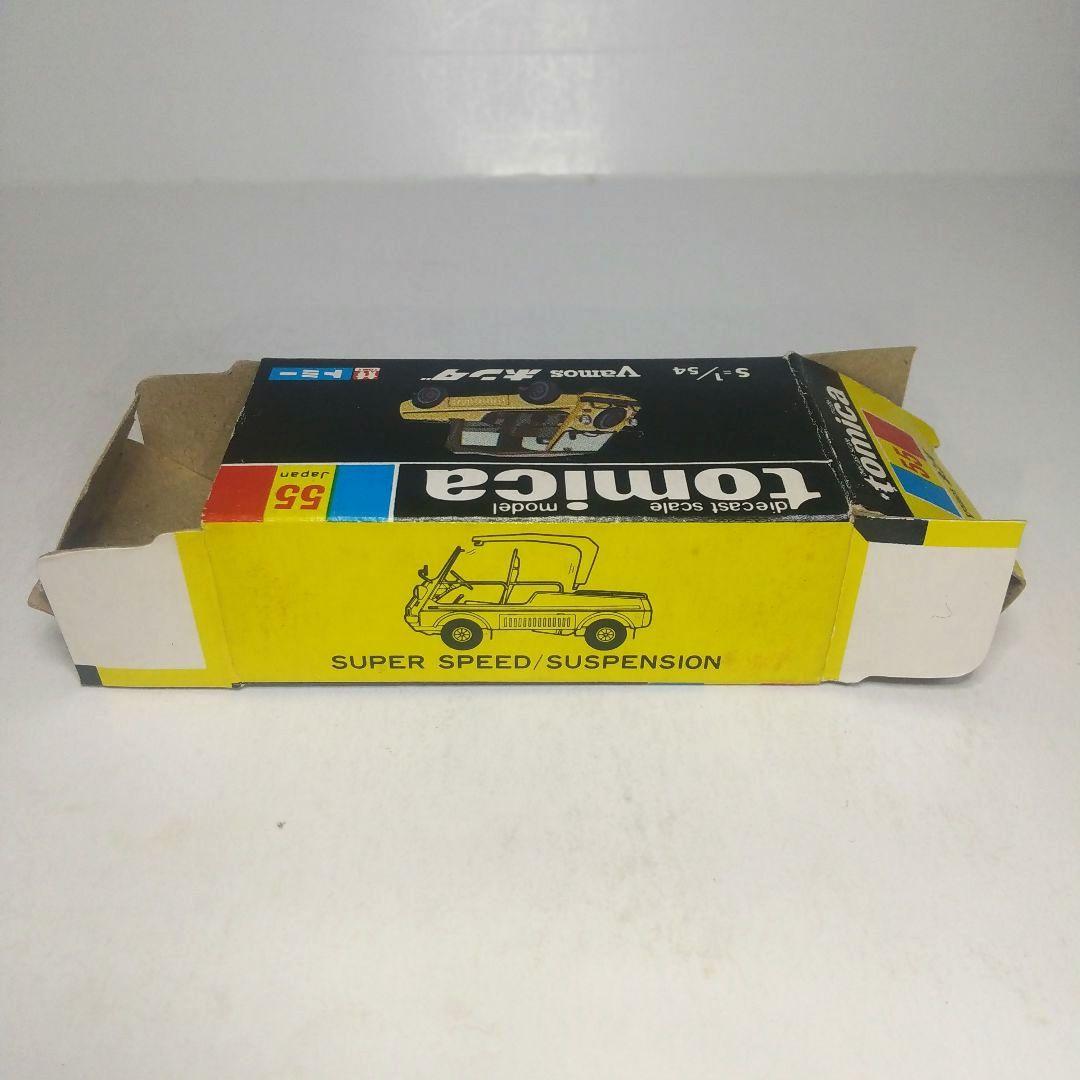 diecast scale model
tomica
55
Japan
Vamos ホンダ
S=1/54
トミー
tomica
55
SUPER SPEED/SUSPENSION